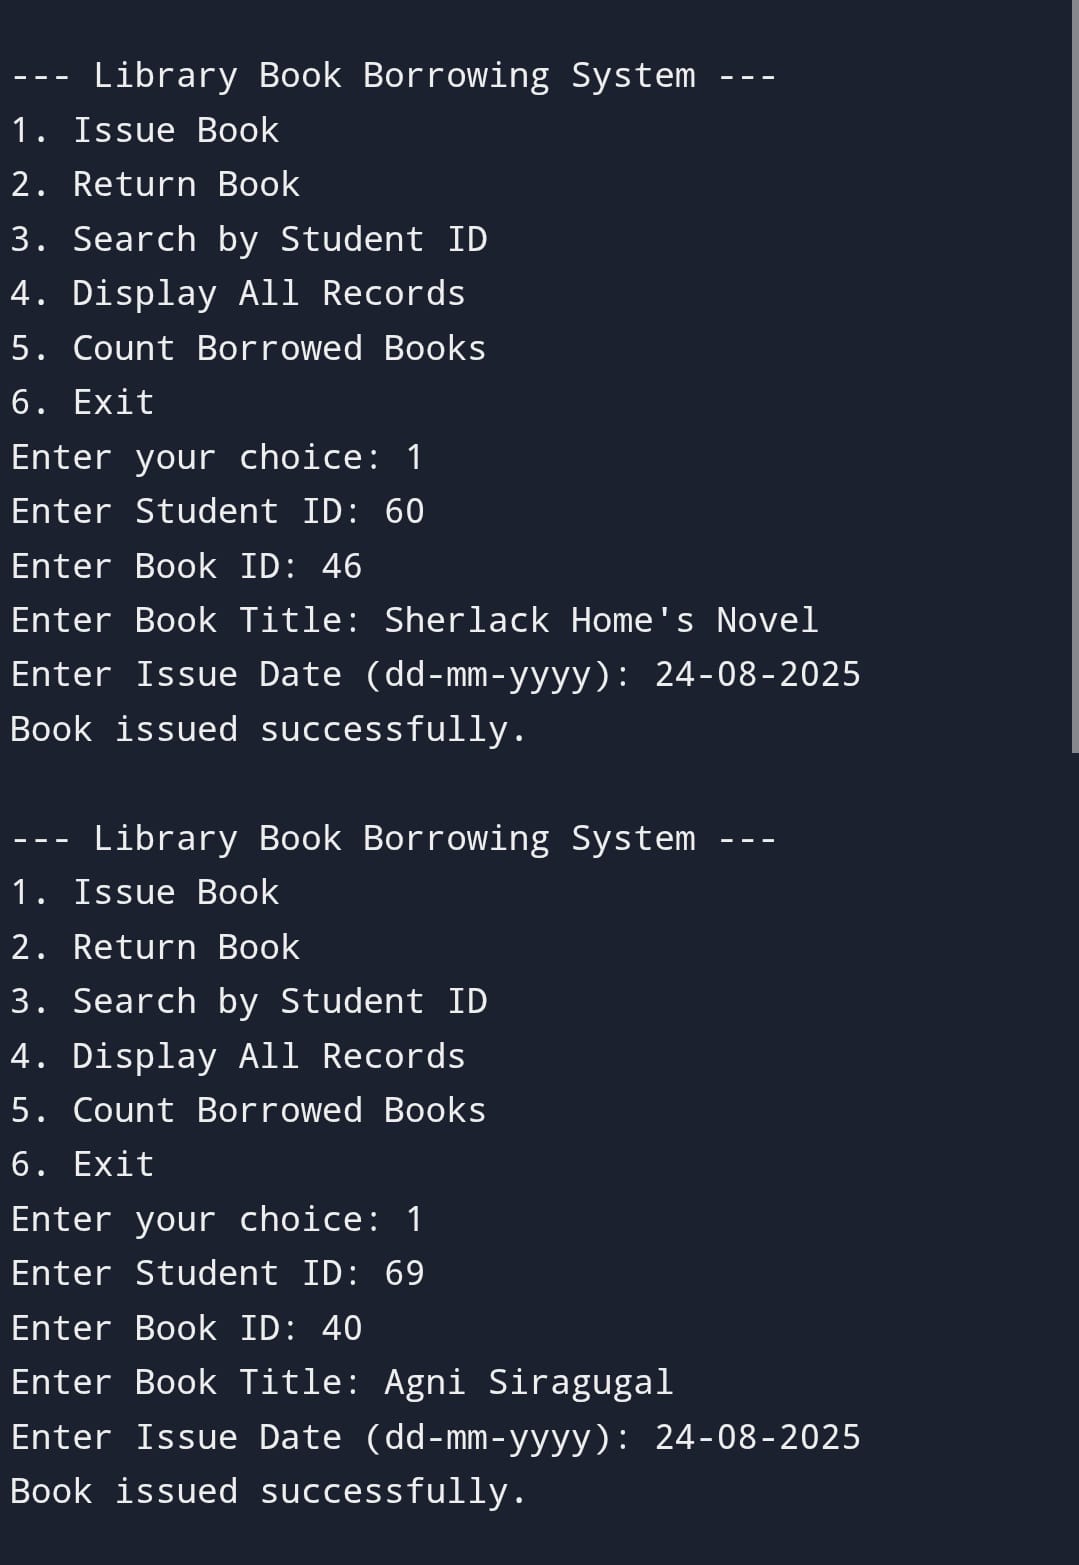 --- Library Book Borrowing System ---
1. Issue Book
2. Return Book
3. Search by Student ID
4. Display All Records
5. Count Borrowed Books
6. Exit
Enter your choice: 1
Enter Student ID: 60
Enter Book ID: 46
Enter Book Title: Sherlack Home's Novel
Enter Issue Date (dd-mm-yyyy): 24-08-2025
Book issued successfully.
--- Library Book Borrowing System ---
1. Issue Book
2. Return Book
3. Search by Student ID
4. Display All Records
5. Count Borrowed Books
6. Exit
Enter your choice: 1
Enter Student ID: 69
Enter Book ID: 40
Enter Book Title: Agni Siragugal
Enter Issue Date (dd-mm-yyyy): 24-08-2025
Book issued successfully.